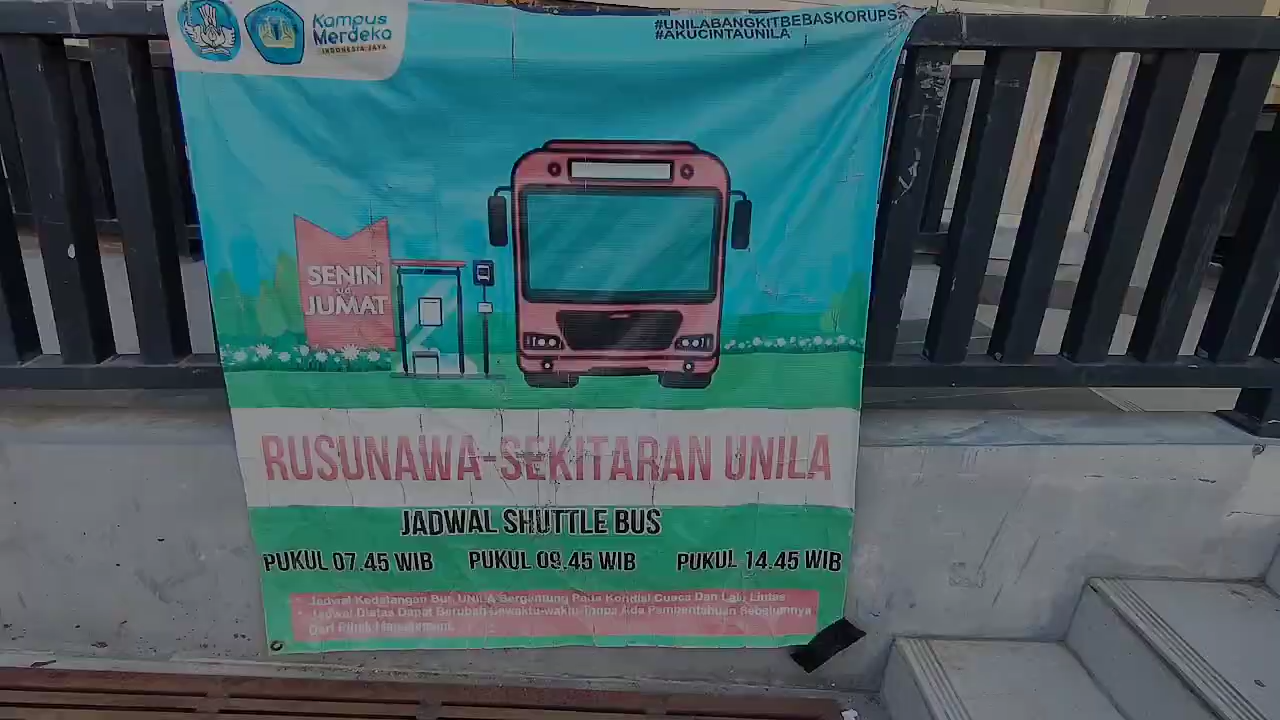 Kampus
Merdeka
INDONESIA JAYA
#UNILABANGKITBEBASKORUPSI
#AKUCINTAUNILA
SENIN
s/d
JUMAT
RUSUNAWA-SEKITARAN UNILA
JADWAL SHUTTLE BUS
PUKUL 07.45 WIB PUKUL 09.45 WIB PUKUL 14.45 WIB
* Jadwal Kedatangan Bus UNILA Bergantung Pada Kondisi Cuaca Dan Lalu Lintas
* Jadwal Diatas Dapat Berubah Sewaktu-waktu Tanpa Ada Pemberitahuan Sebelumnya
Dari Pihak Manajemen.